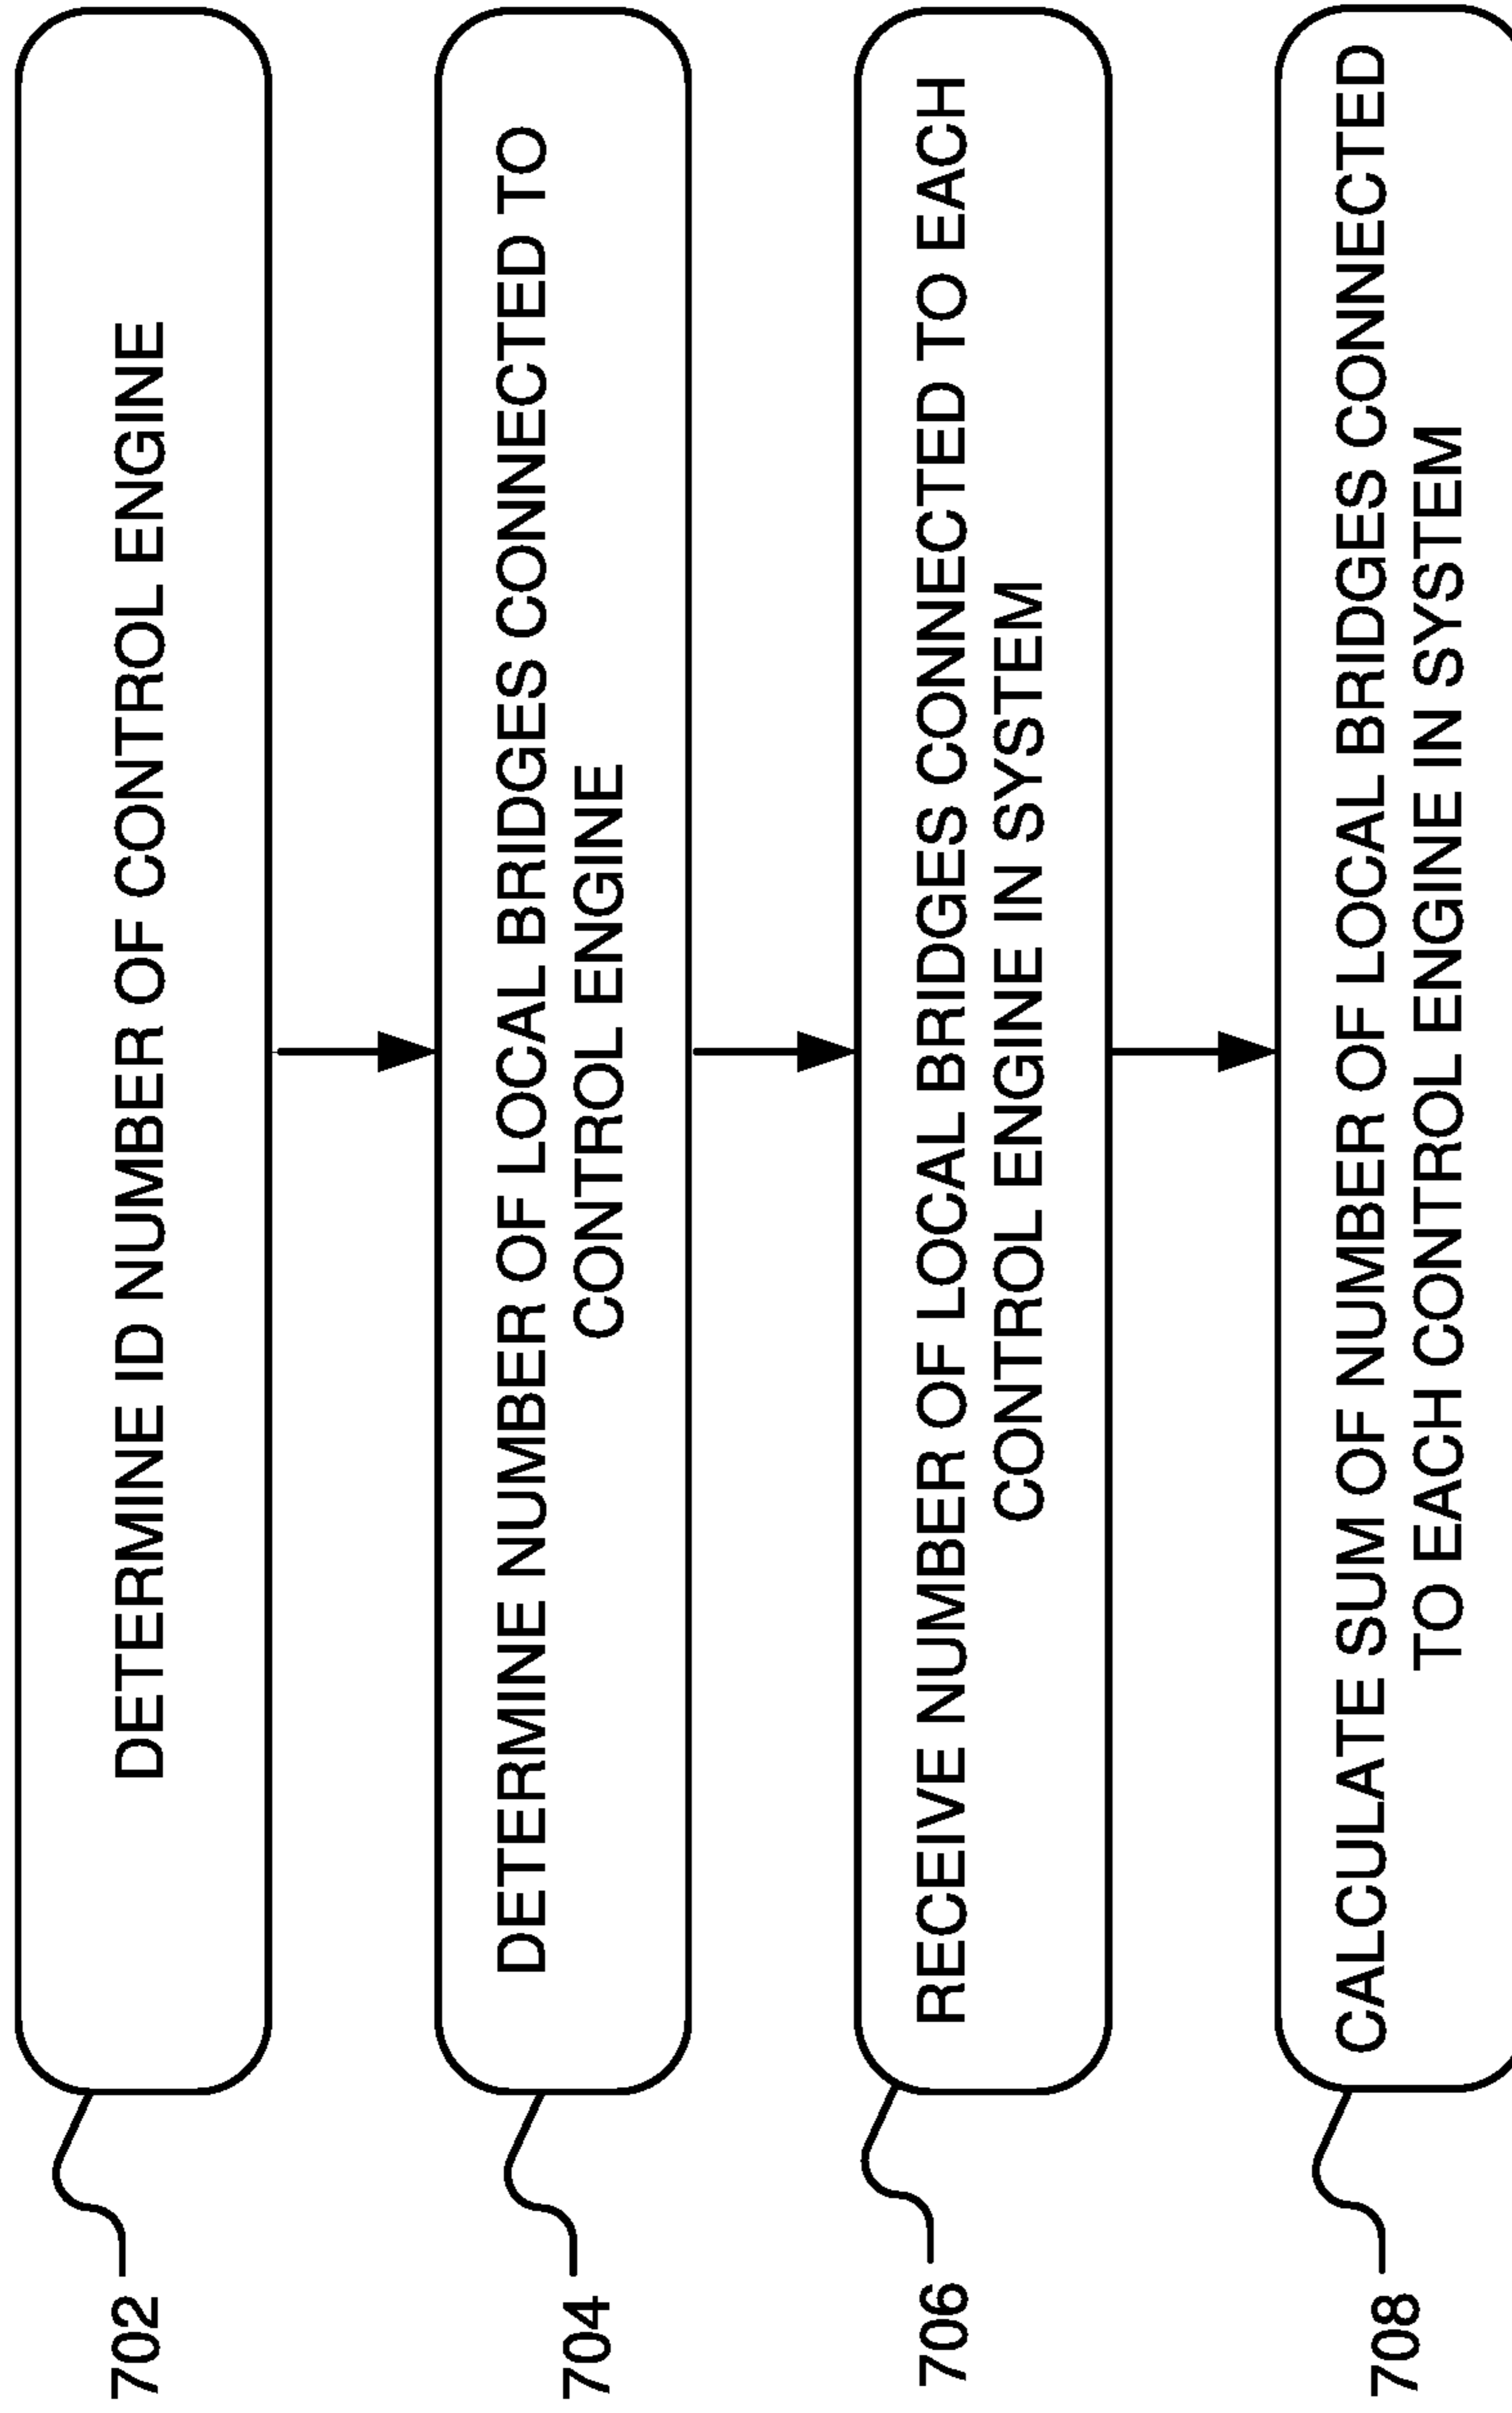 702
DETERMINE ID NUMBER OF CONTROL ENGINE
704
DETERMINE NUMBER OF LOCAL BRIDGES CONNECTED TO
CONTROL ENGINE
706
RECEIVE NUMBER OF LOCAL BRIDGES CONNECTED TO EACH
CONTROL ENGINE IN SYSTEM
708
CALCULATE SUM OF NUMBER OF LOCAL BRIDGES CONNECTED
TO EACH CONTROL ENGINE IN SYSTEM